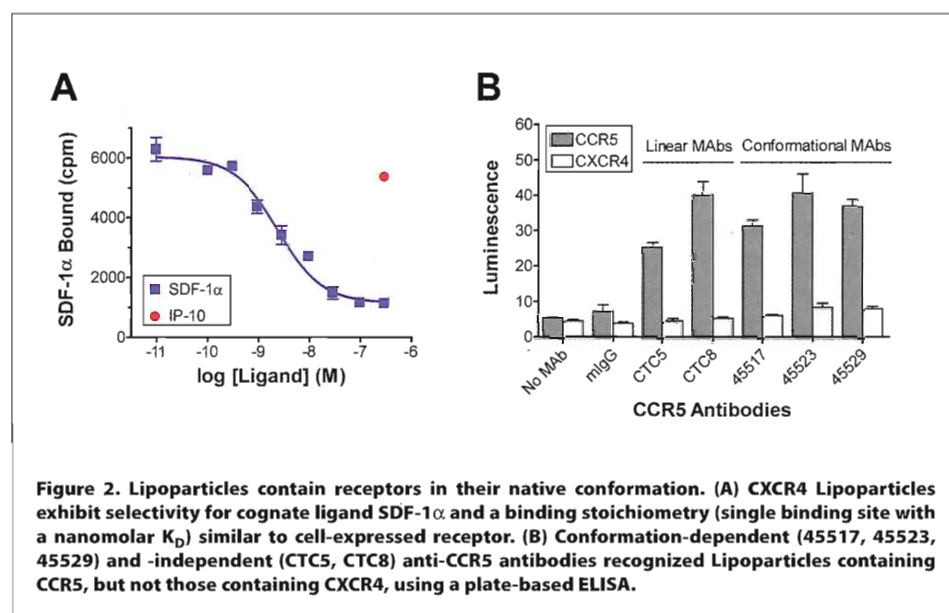 A
SDF-1α Bound (cpm)
6000
4000
2000
0
SDF-1α
IP-10
-11 -10 -9 -8 -7 -6
log [Ligand] (M)
B
Luminescence
60
50
40
30
20
10
0
CCR5
CXCR4
Linear MAbs Conformational MAbs
No MAb mIgG CTC5 CTC8 45517 45523 45529
CCR5 Antibodies
Figure 2. Lipoparticles contain receptors in their native conformation. (A) CXCR4 Lipoparticles
exhibit selectivity for cognate ligand SDF-1α and a binding stoichiometry (single binding site with
a nanomolar KD) similar to cell-expressed receptor. (B) Conformation-dependent (45517, 45523,
45529) and -independent (CTC5, CTC8) anti-CCR5 antibodies recognized Lipoparticles containing
CCR5, but not those containing CXCR4, using a plate-based ELISA.